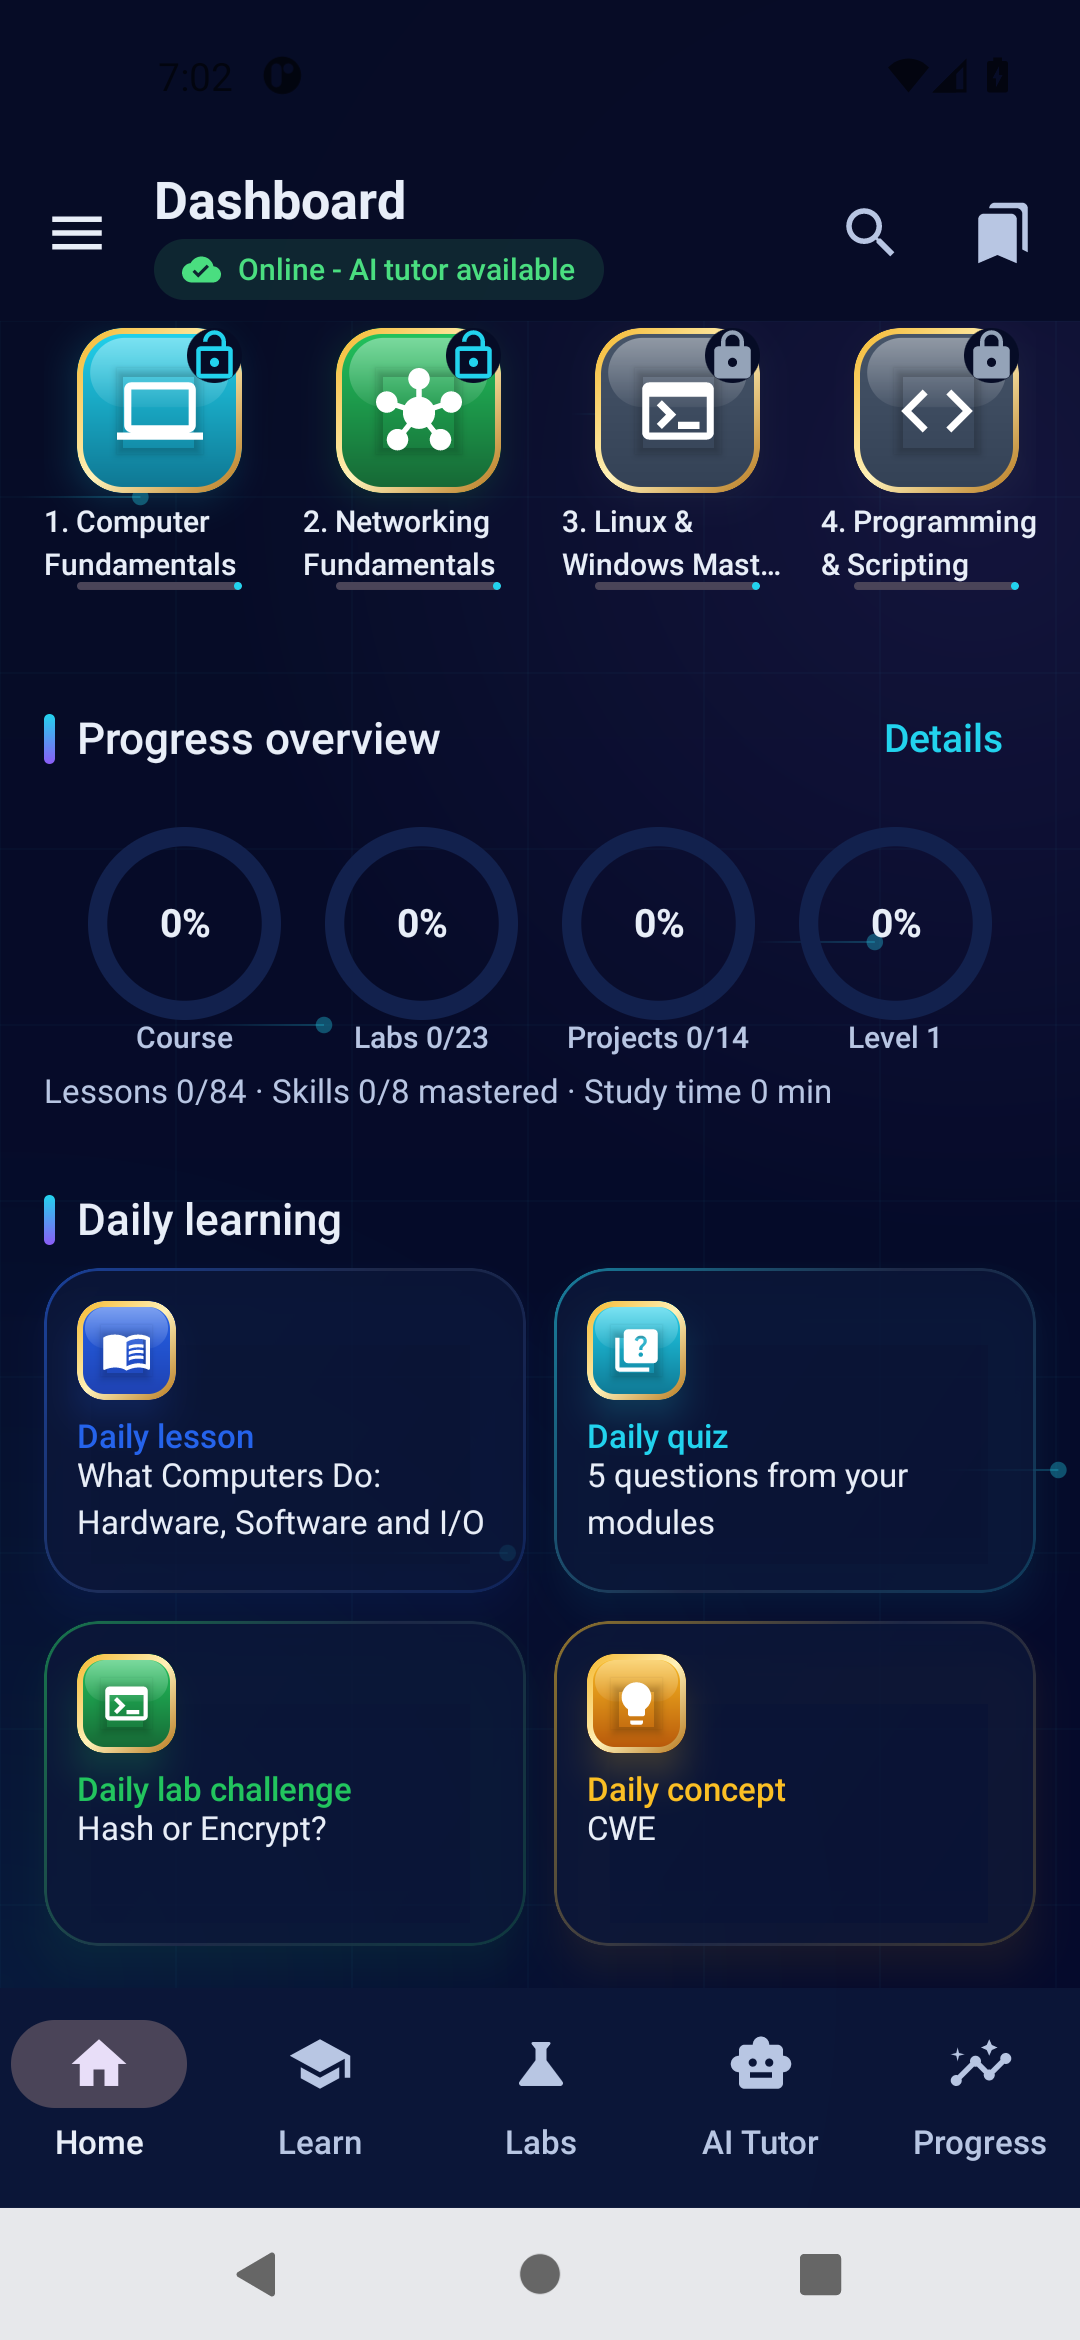 7:02
Dashboard
Online - AI tutor available
1. Computer
Fundamentals
2. Networking
Fundamentals
3. Linux &
Windows Mast...
4. Programming
& Scripting
Progress overview
Details
0%
0%
0%
0%
Course
Labs 0/23
Projects 0/14
Level 1
Lessons 0/84 · Skills 0/8 mastered · Study time 0 min
Daily learning
Daily lesson
What Computers Do:
Hardware, Software and I/O
Daily quiz
5 questions from your
modules
Daily lab challenge
Hash or Encrypt?
Daily concept
CWE
Home
Learn
Labs
AI Tutor
Progress